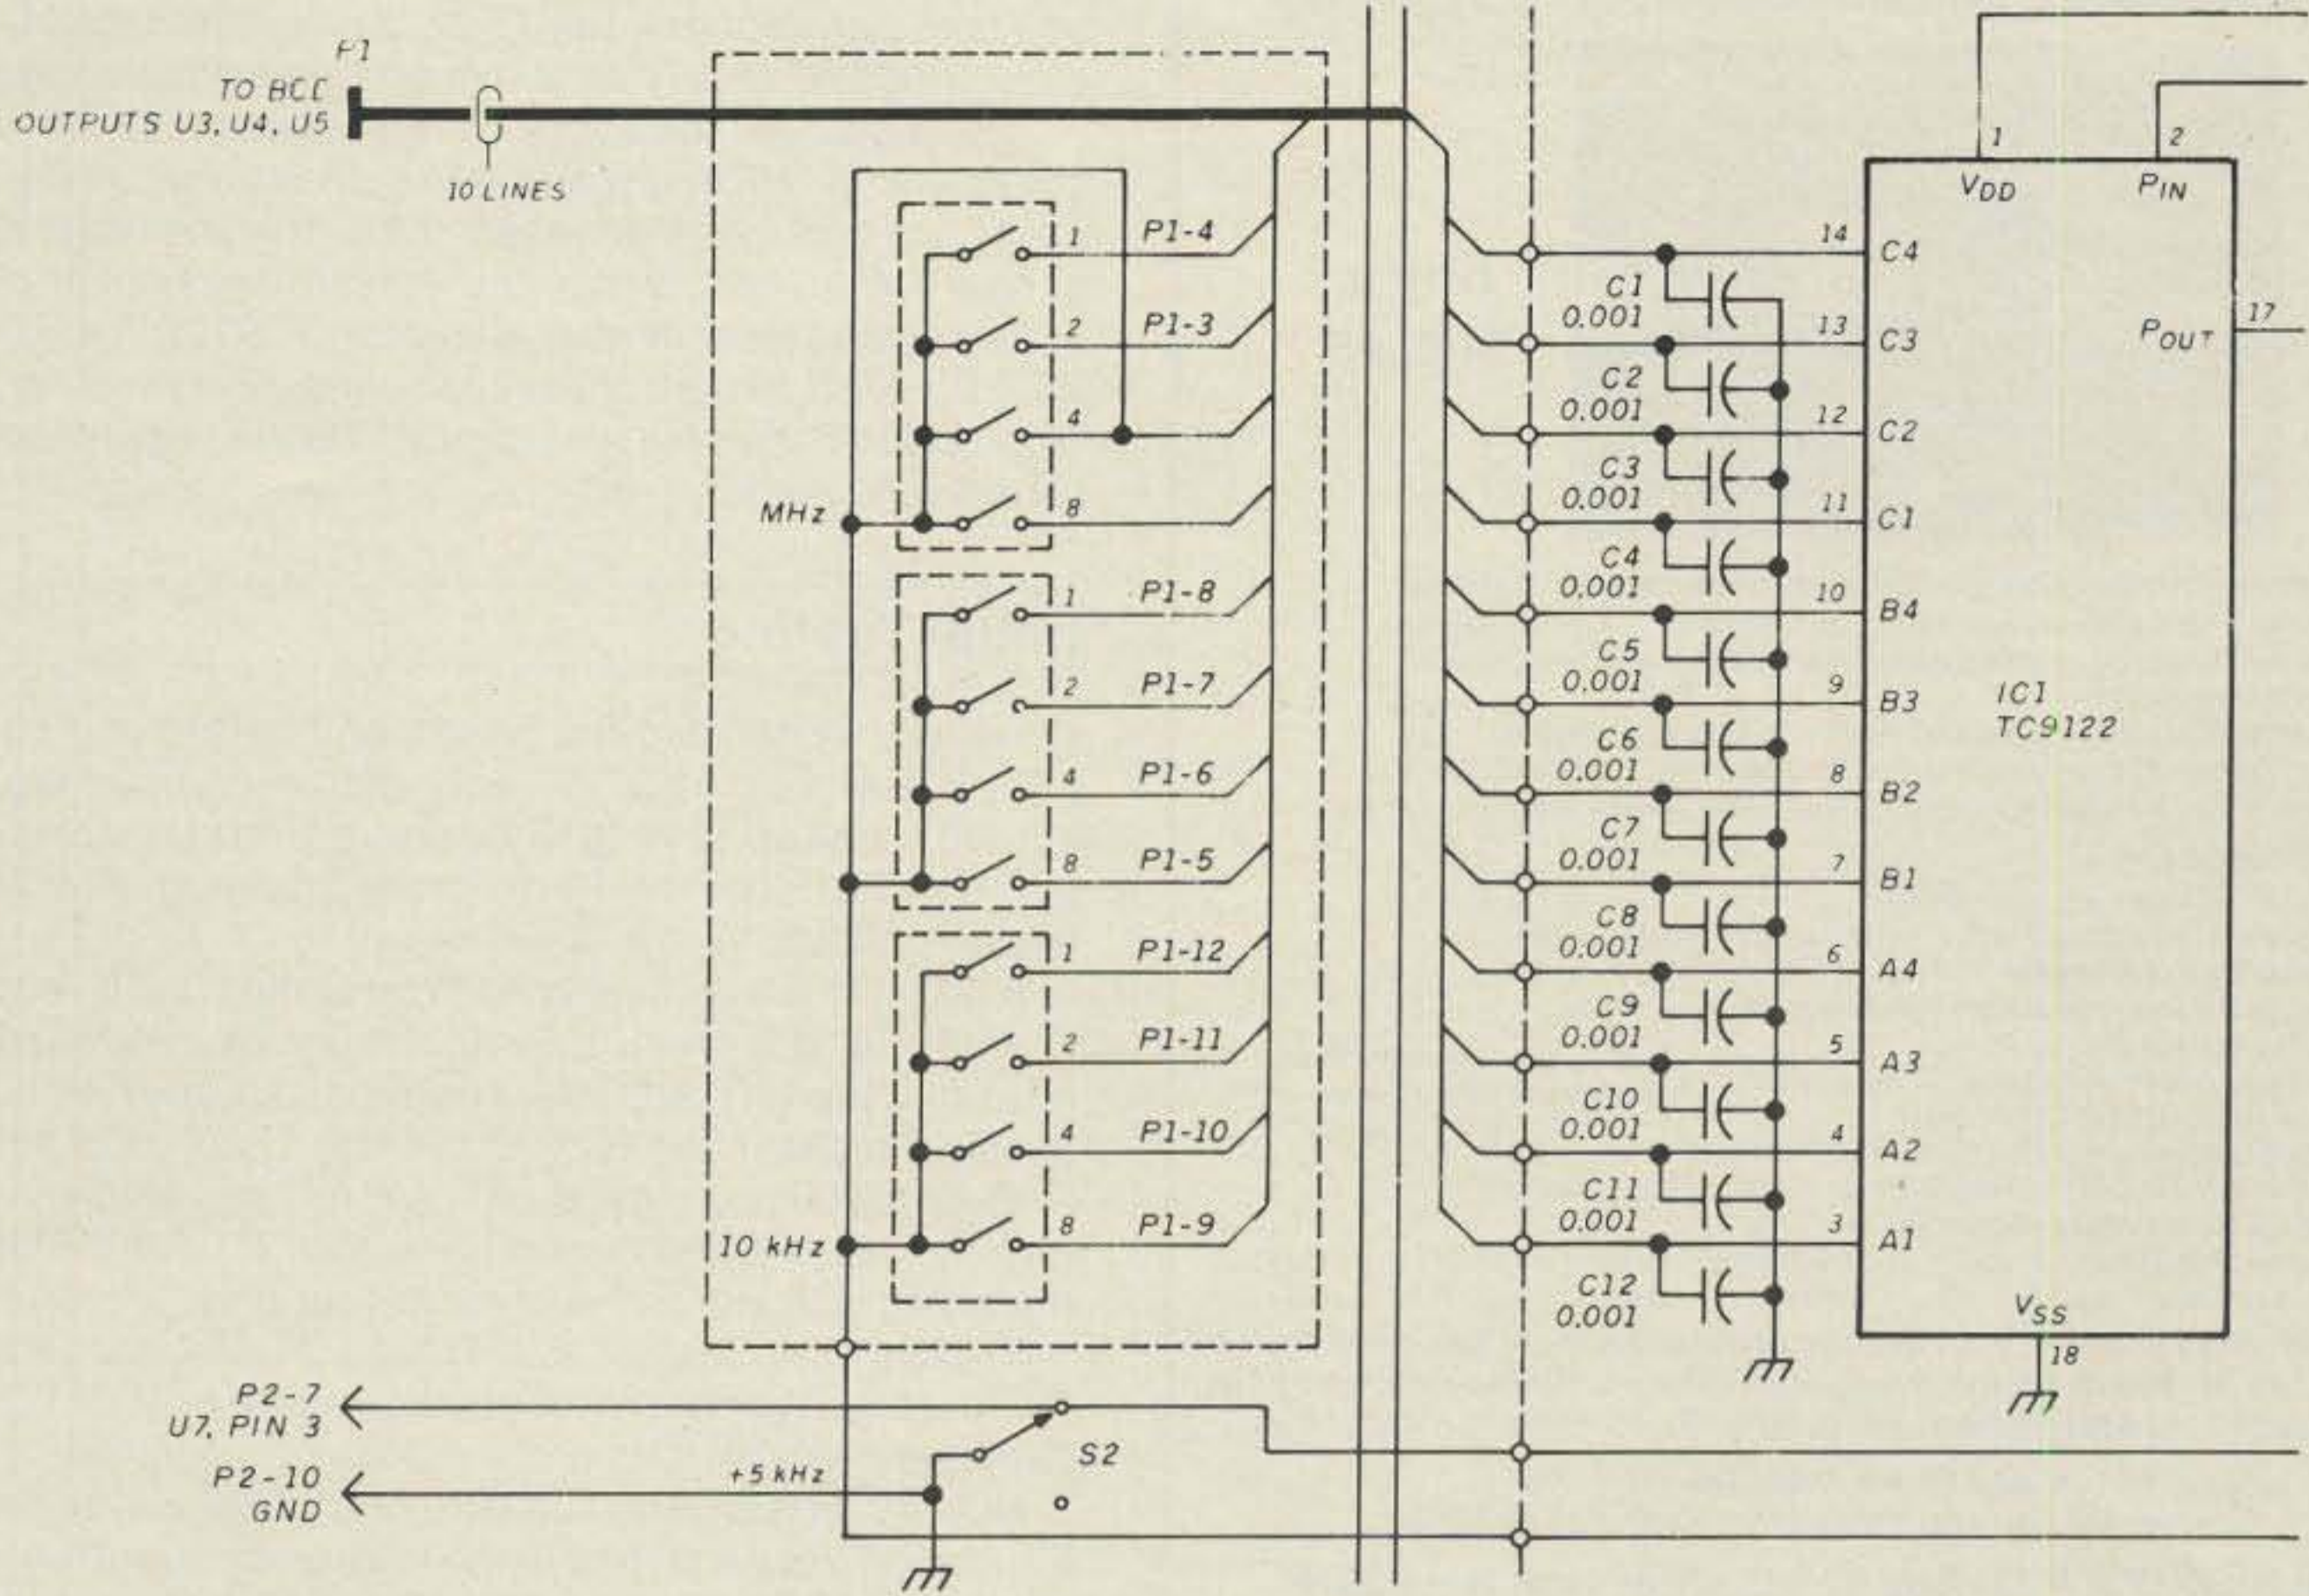 P1
TO BCC
OUTPUTS U3, U4, U5
10 LINES
1
P1-4
2
P1-3
4
MHz
8
1
P1-8
2
P1-7
4
P1-6
8
P1-5
1
P1-12
2
P1-11
4
P1-10
10 kHz
8
P1-9
P2-7
U7, PIN 3
P2-10
GND
+5 kHz
S2
C1
0.001
C2
0.001
C3
0.001
C4
0.001
C5
0.001
C6
0.001
C7
0.001
C8
0.001
C9
0.001
C10
0.001
C11
0.001
C12
0.001
1
2
VDD
PIN
14
C4
13
C3
12
C2
11
C1
10
B4
9
B3
8
B2
7
B1
6
A4
5
A3
4
A2
3
A1
POUT
17
IC1
TC9122
VSS
18